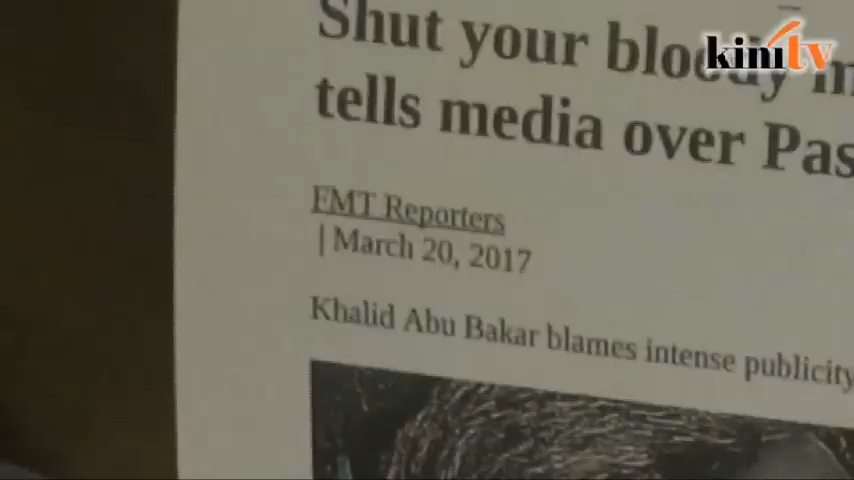 kinitv
Shut your bloody
tells media over Pas
FMT Reporters
| March 20, 2017
Khalid Abu Bakar blames intense publicity